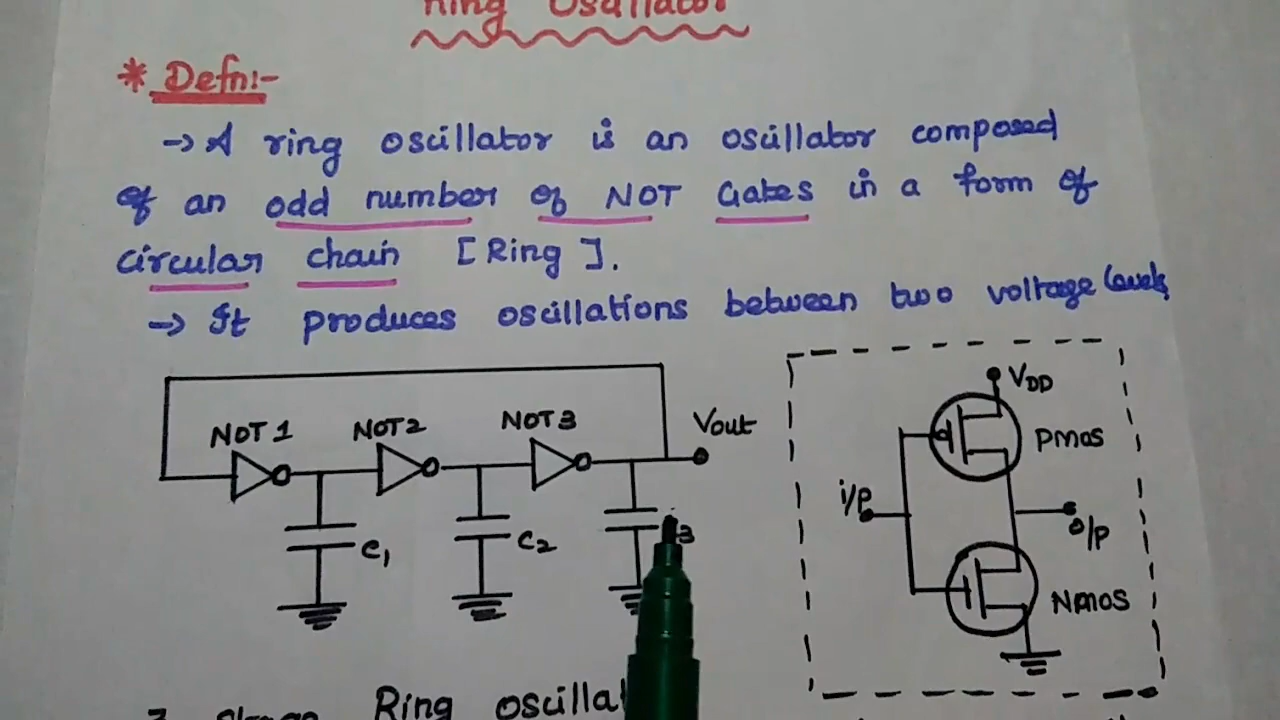 Ring Oscillator
* Defn:-
→ A ring oscillator is an oscillator composed
of an odd number of NOT Gates in a form of
circular chain [Ring].
→ It produces oscillations between two voltage levels
NOT 1 NOT 2 NOT 3 Vout
C1 C2 3
VDD
PMOS
i/p
o/p
NMOS
Ring